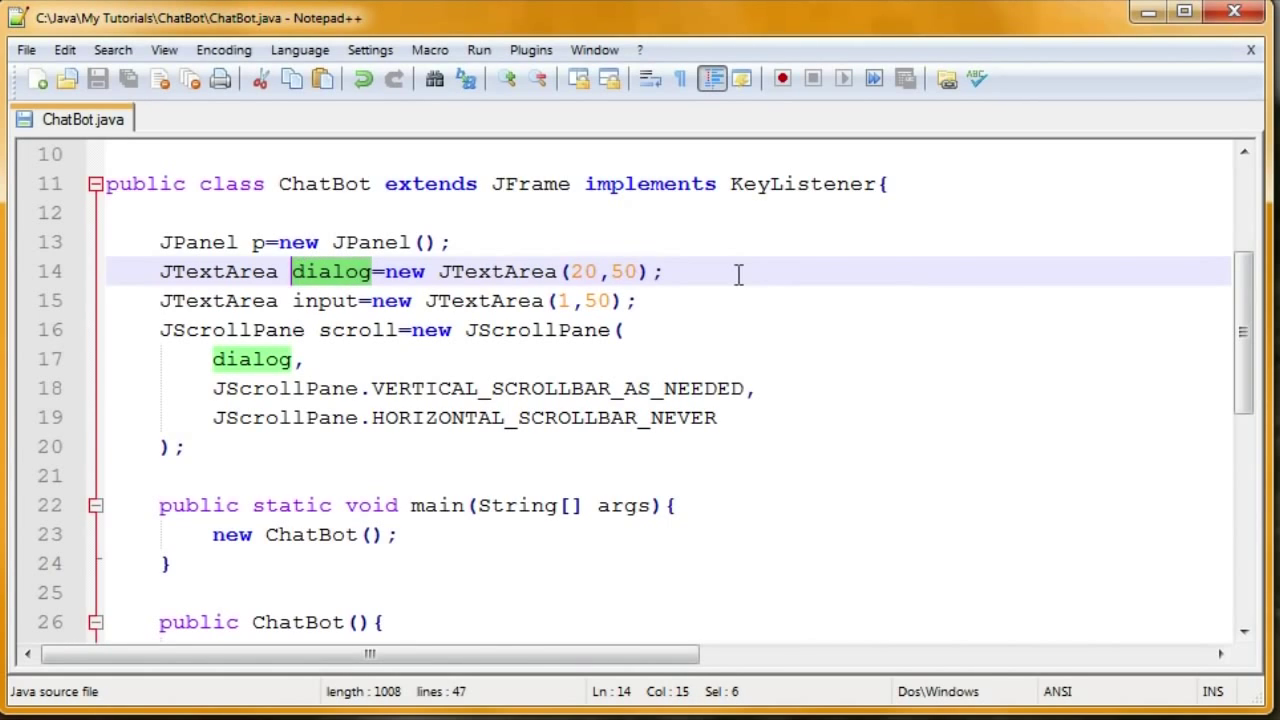 C:\Java\My Tutorials\ChatBot\ChatBot.java - Notepad++
File Edit Search View Encoding Language Settings Macro Run Plugins Window ? X
ABC
ChatBot.java
10
11 public class ChatBot extends JFrame implements KeyListener{
12
13 JPanel p=new JPanel();
14 JTextArea dialog=new JTextArea(20,50);
15 JTextArea input=new JTextArea(1,50);
16 JScrollPane scroll=new JScrollPane(
17 dialog,
18 JScrollPane.VERTICAL_SCROLLBAR_AS_NEEDED,
19 JScrollPane.HORIZONTAL_SCROLLBAR_NEVER
20 );
21
22 public static void main(String[] args){
23 new ChatBot();
24 }
25
26 public ChatBot(){
Java source file length : 1008 lines : 47 Ln : 14 Col : 15 Sel : 6 Dos\Windows ANSI INS